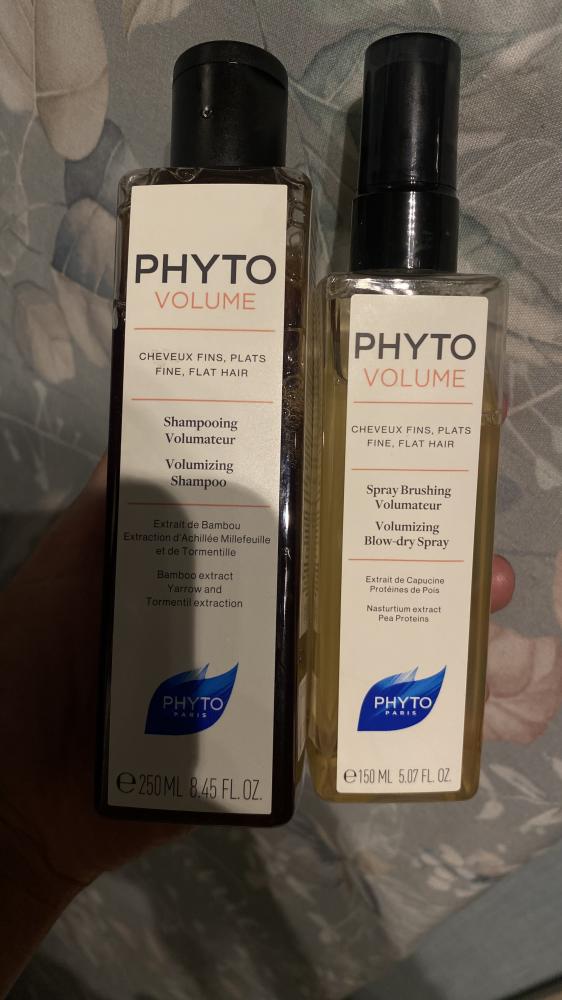 PHYTO
VOLUME
CHEVEUX FINS, PLATS
FINE, FLAT HAIR
Shampooing
Volumateur
Volumizing
Shampoo
Extrait de Bambou
Extraction d'Achillée Millefeuille
et de Tormentille
Bamboo extract
Yarrow and
Tormentil extraction
PHYTO
PARIS
℮ 250 ML 8.45 FL. OZ.
PHYTO
VOLUME
CHEVEUX FINS, PLATS
FINE, FLAT HAIR
Spray Brushing
Volumateur
Volumizing
Blow-dry Spray
Extrait de Capucine
Protéines de Pois
Nasturtium extract
Pea Proteins
PHYTO
PARIS
℮ 150 ML 5.07 FL. OZ.